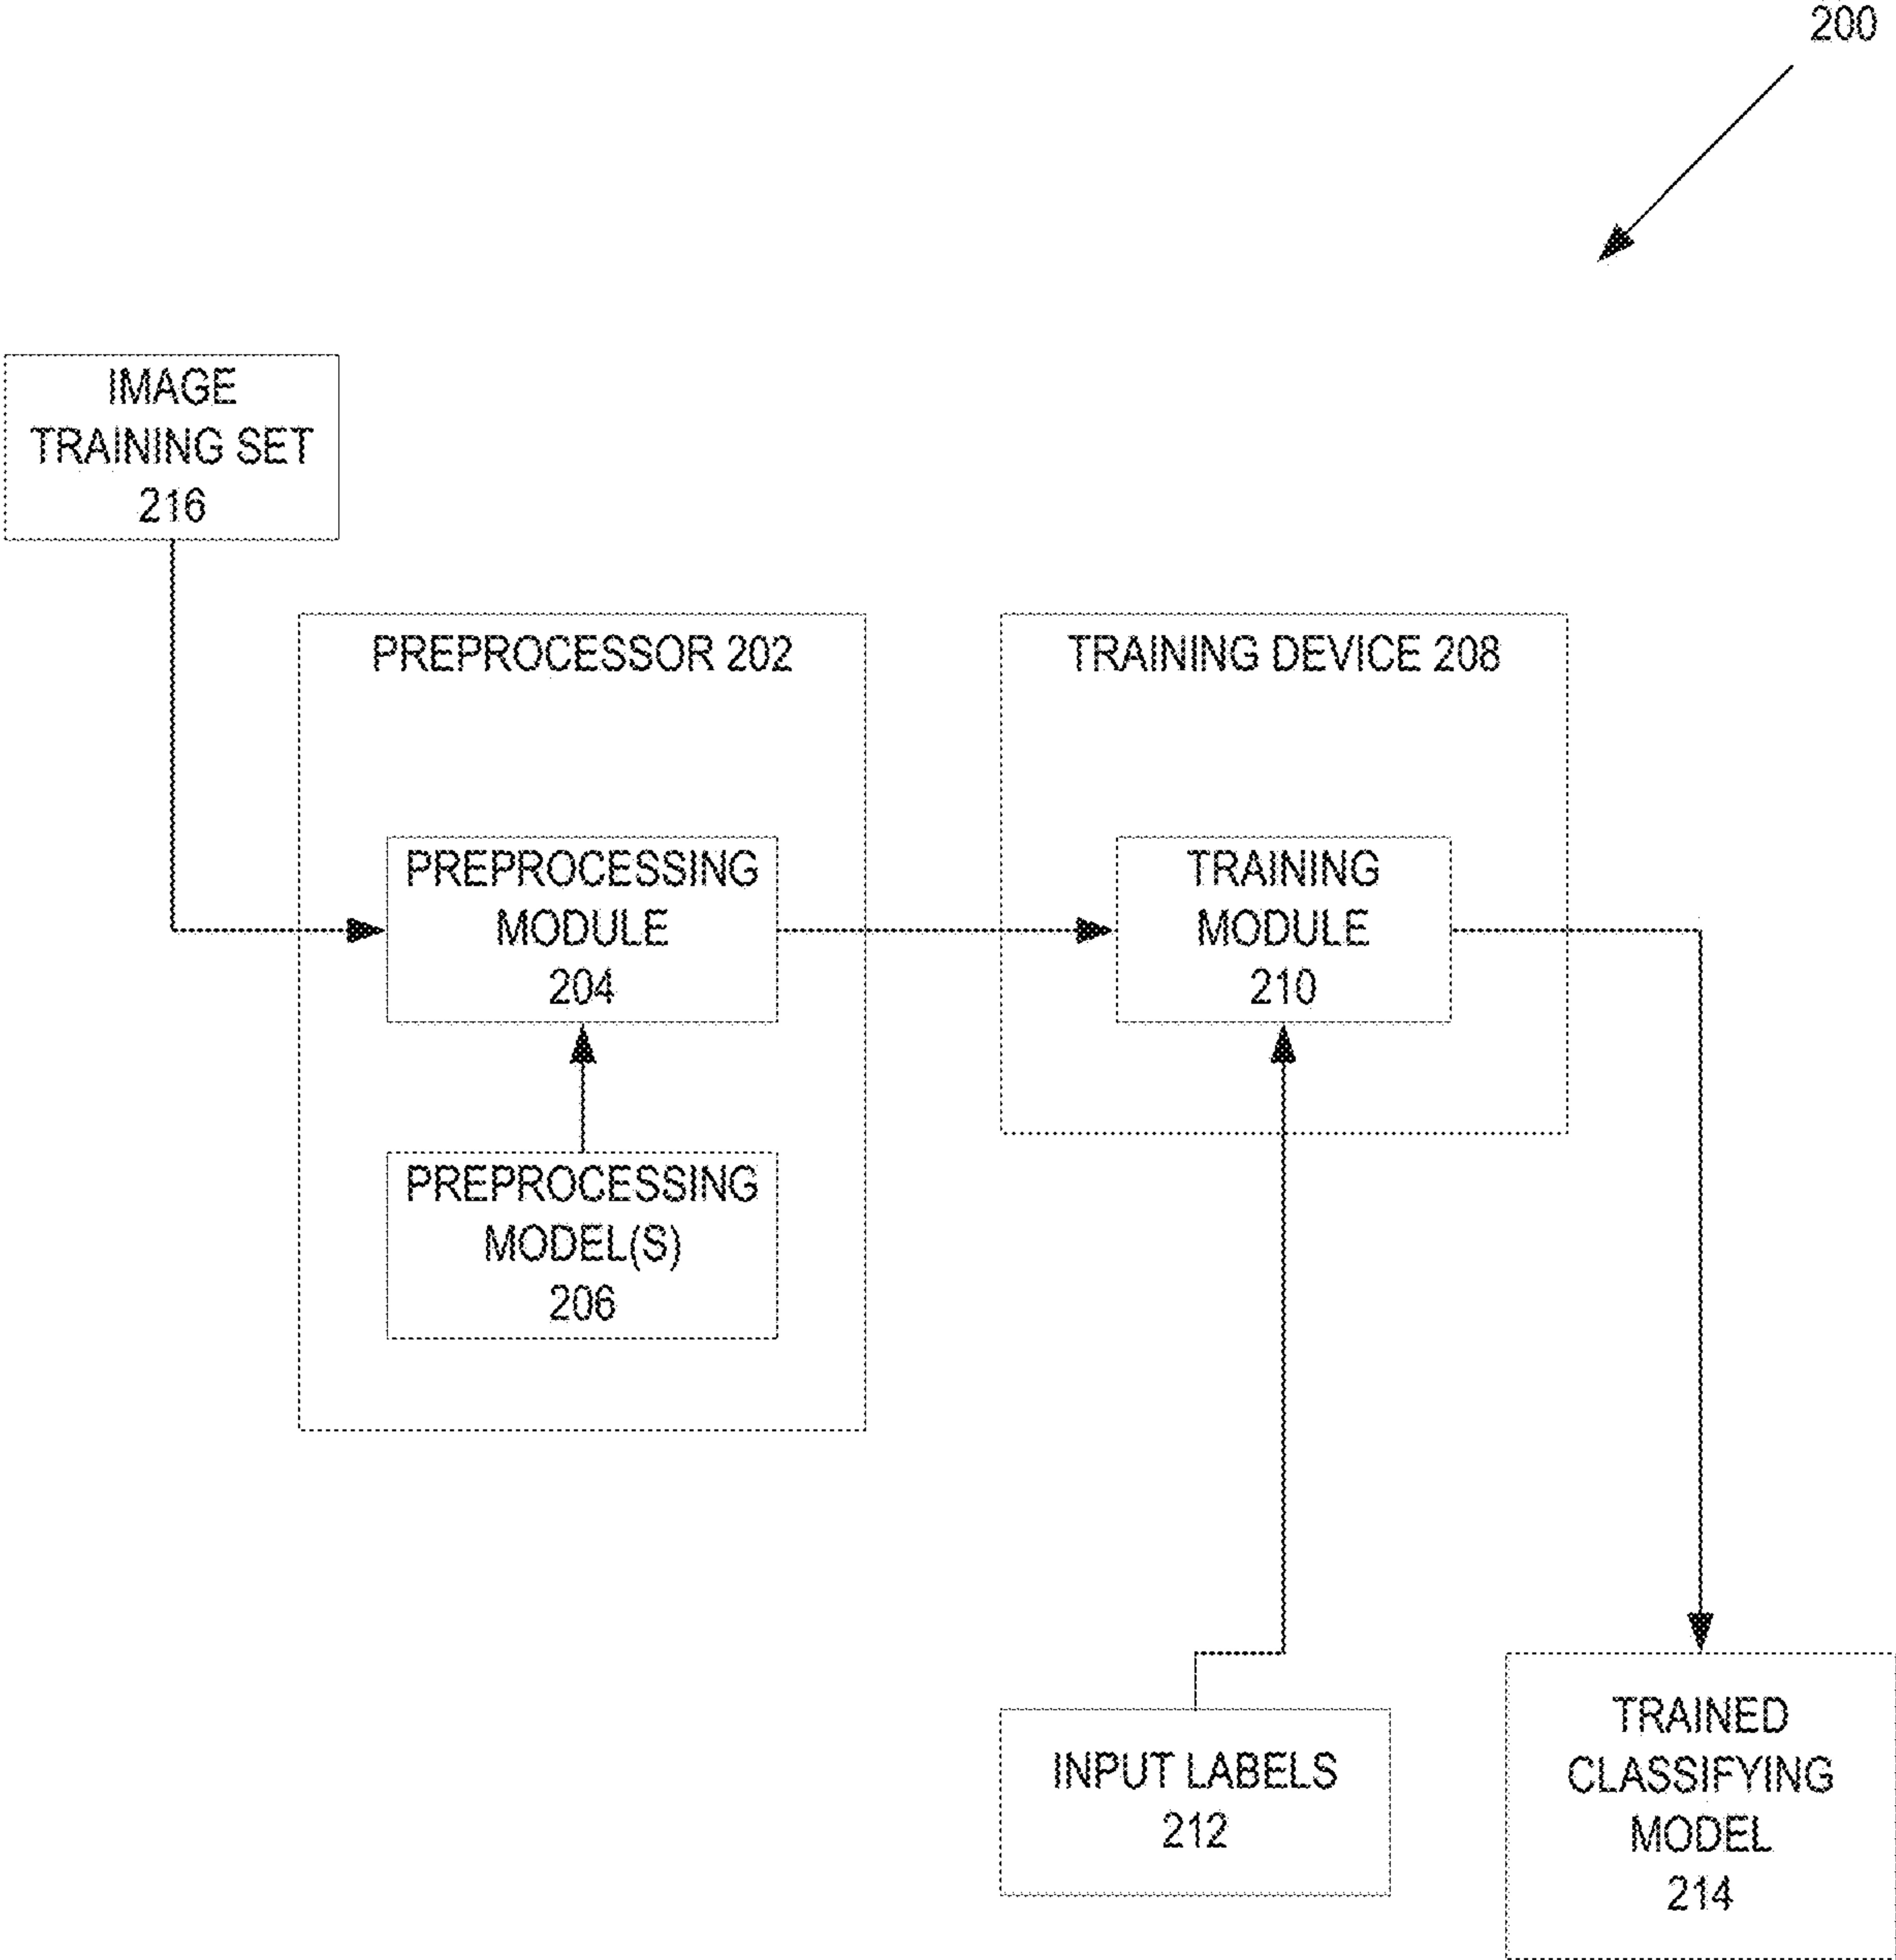 200
IMAGE
TRAINING SET
216
PREPROCESSOR 202
TRAINING DEVICE 208
PREPROCESSING
MODULE
204
TRAINING
MODULE
210
PREPROCESSING
MODEL(S)
206
INPUT LABELS
212
TRAINED
CLASSIFYING
MODEL
214